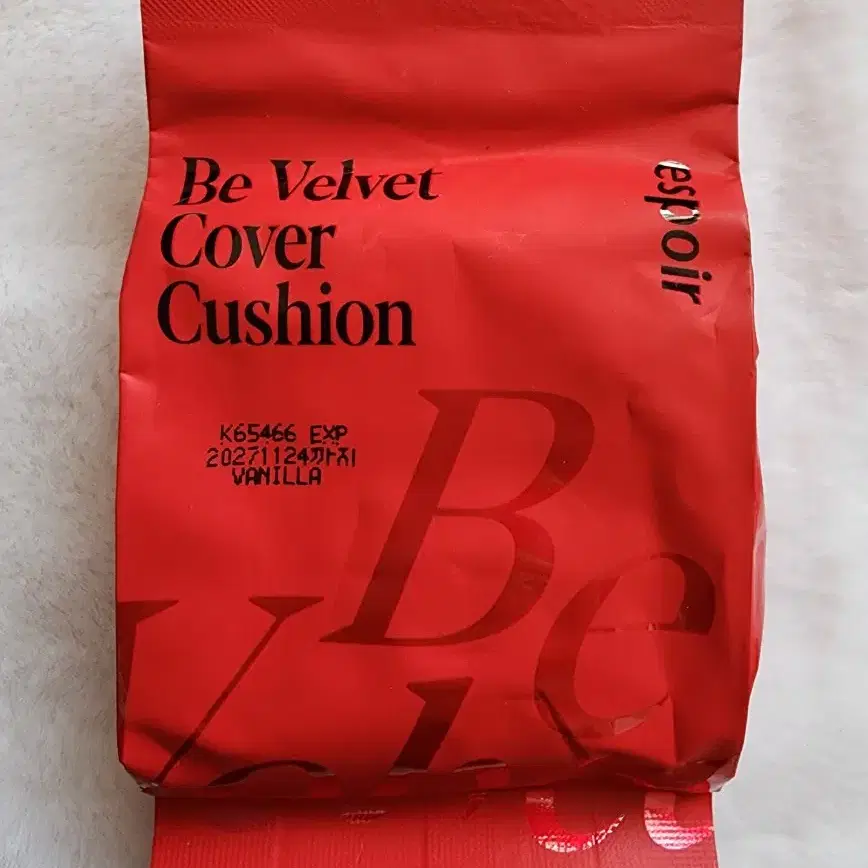 Be Velvet
Cover
Cushion
espoir
K65466 EXP
20271124까지
VANILLA
Be
Ve